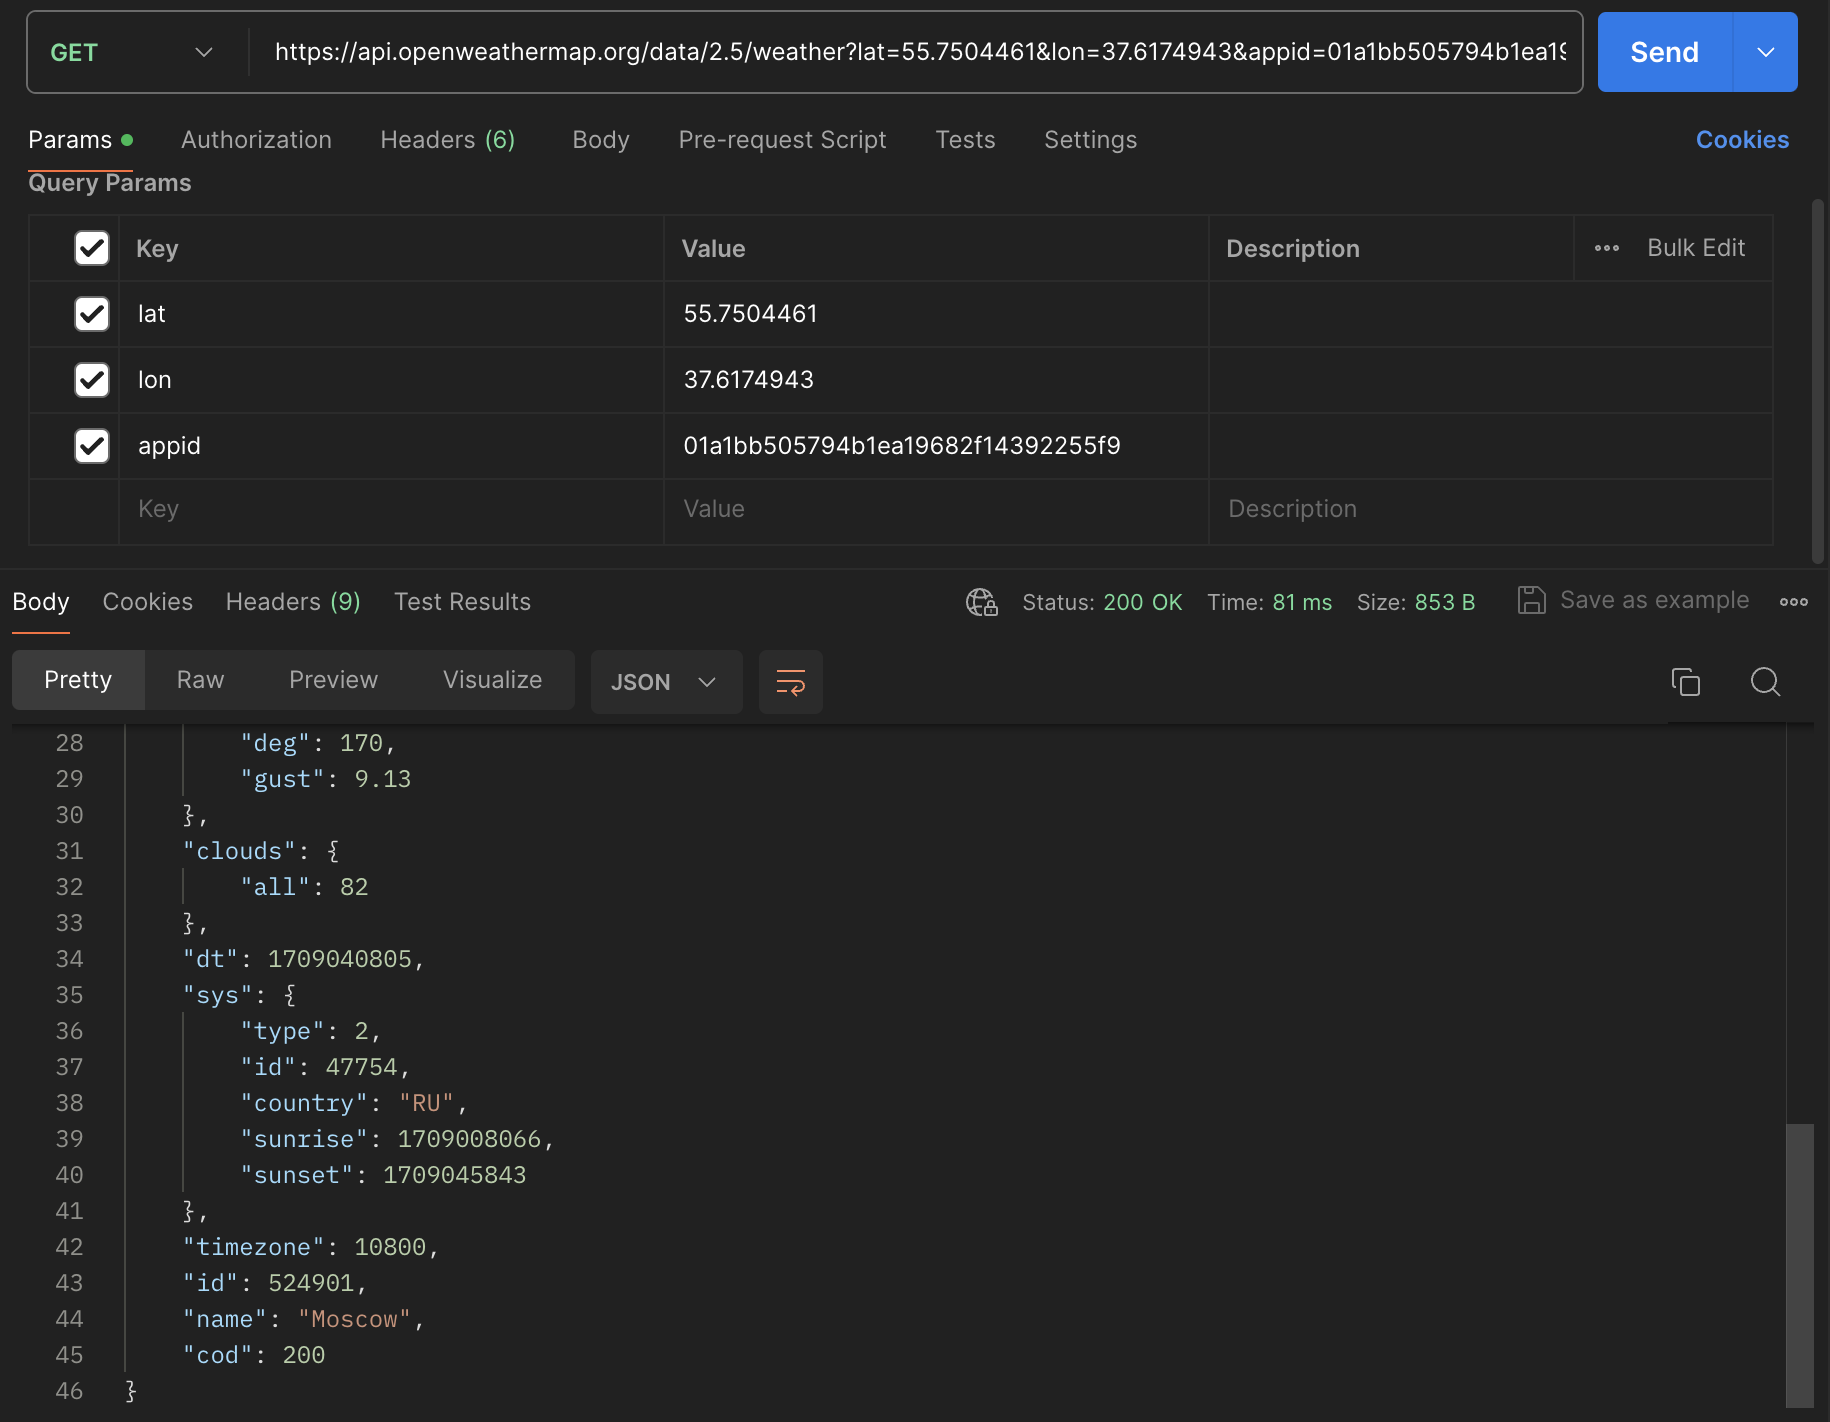 GET https://api.openweathermap.org/data/2.5/weather?lat=55.7504461&lon=37.6174943&appid=01a1bb505794b1ea19 Send
Params Authorization Headers (6) Body Pre-request Script Tests Settings Cookies
Query Params
Key Value Description Bulk Edit
lat 55.7504461
lon 37.6174943
appid 01a1bb505794b1ea19682f14392255f9
Key Value Description
Body Cookies Headers (9) Test Results Status: 200 OK Time: 81 ms Size: 853 B Save as example
Pretty Raw Preview Visualize JSON
28 "deg": 170,
29 "gust": 9.13
30 },
31 "clouds": {
32 "all": 82
33 },
34 "dt": 1709040805,
35 "sys": {
36 "type": 2,
37 "id": 47754,
38 "country": "RU",
39 "sunrise": 1709008066,
40 "sunset": 1709045843
41 },
42 "timezone": 10800,
43 "id": 524901,
44 "name": "Moscow",
45 "cod": 200
46 }